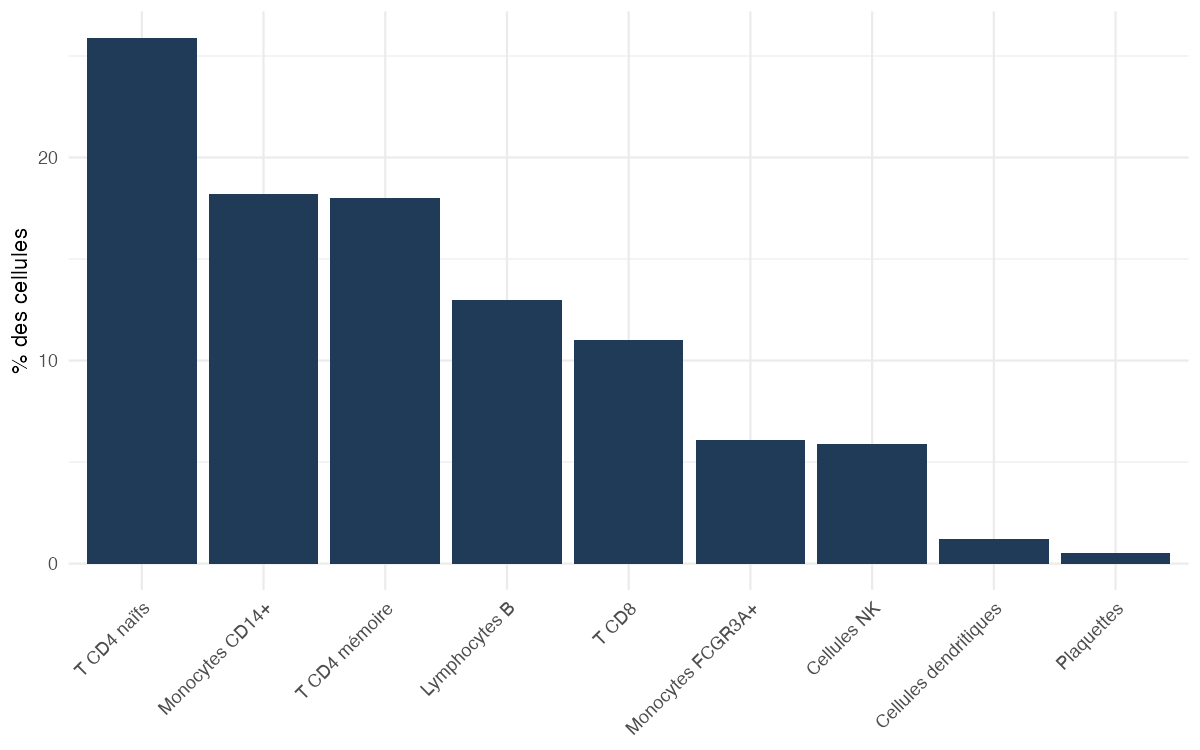 % des cellules
20
10
0
T CD4 naïfs
Monocytes CD14+
T CD4 mémoire
Lymphocytes B
T CD8
Monocytes FCGR3A+
Cellules NK
Cellules dendritiques
Plaquettes